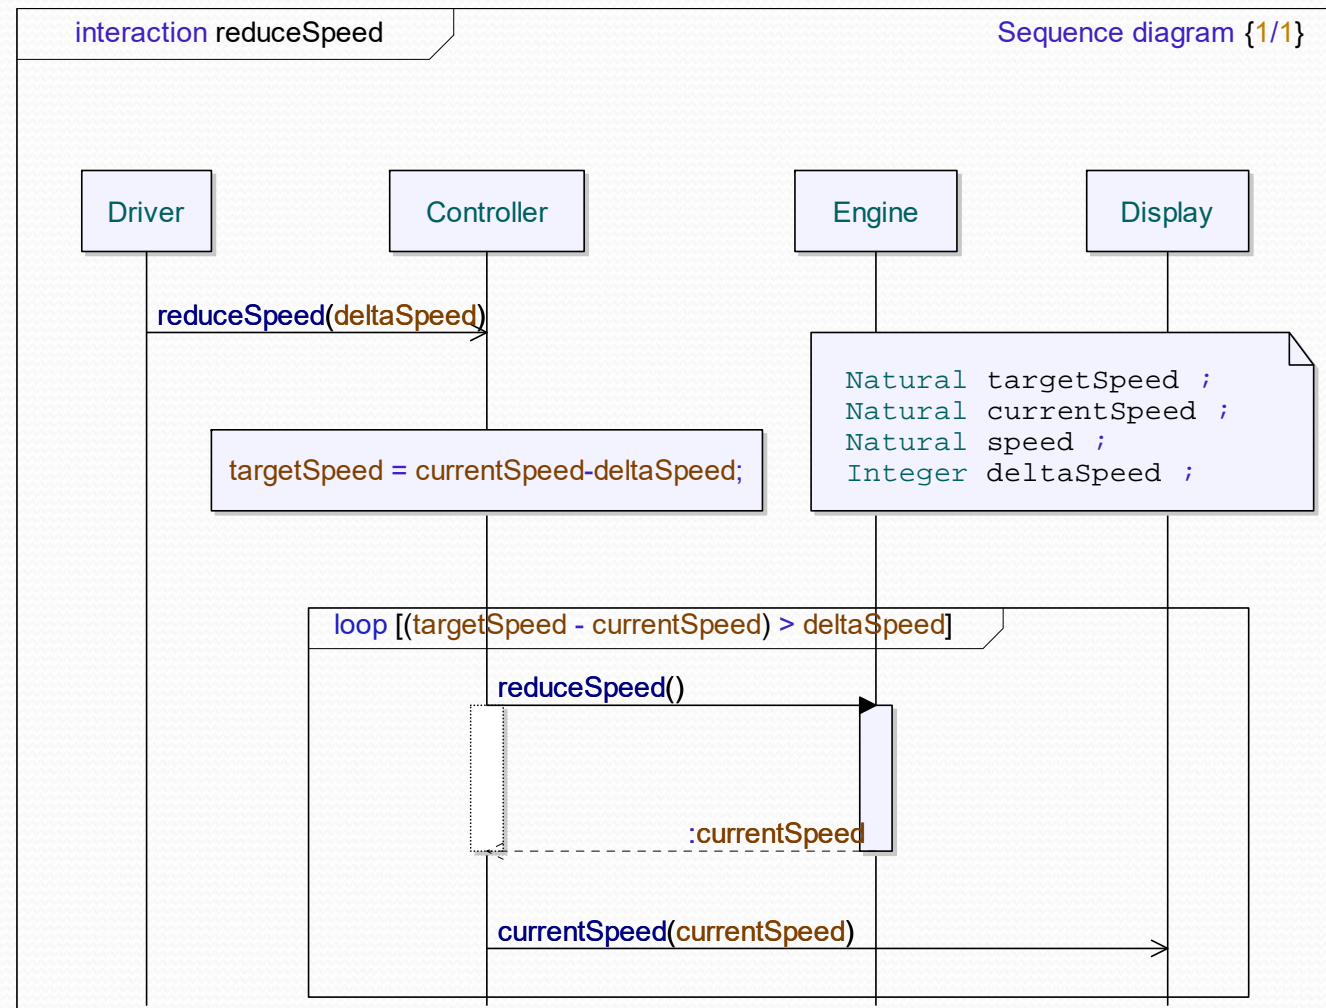 interaction reduceSpeed
Sequence diagram {1/1}
Driver
Controller
Engine
Display
reduceSpeed(deltaSpeed)
Natural targetSpeed ;
Natural currentSpeed ;
Natural speed ;
Integer deltaSpeed ;
targetSpeed = currentSpeed-deltaSpeed;
loop [(targetSpeed - currentSpeed) > deltaSpeed]
reduceSpeed()
:currentSpeed
currentSpeed(currentSpeed)